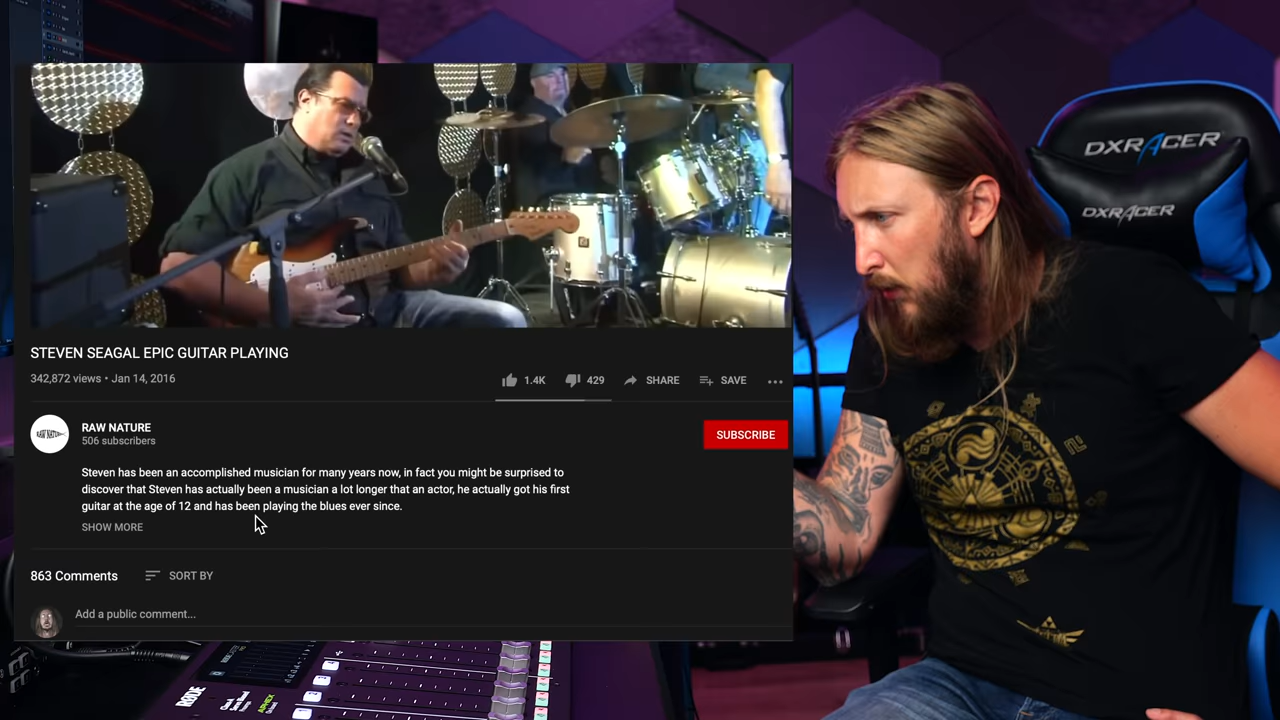 DXRACER
DXRACER
STEVEN SEAGAL EPIC GUITAR PLAYING
342,872 views • Jan 14, 2016
1.4K
429
SHARE
SAVE
RAW NATURE
506 subscribers
SUBSCRIBE
Steven has been an accomplished musician for many years now, in fact you might be surprised to
discover that Steven has actually been a musician a lot longer that an actor, he actually got his first
guitar at the age of 12 and has been playing the blues ever since.
SHOW MORE
863 Comments
SORT BY
Add a public comment...
RØDE